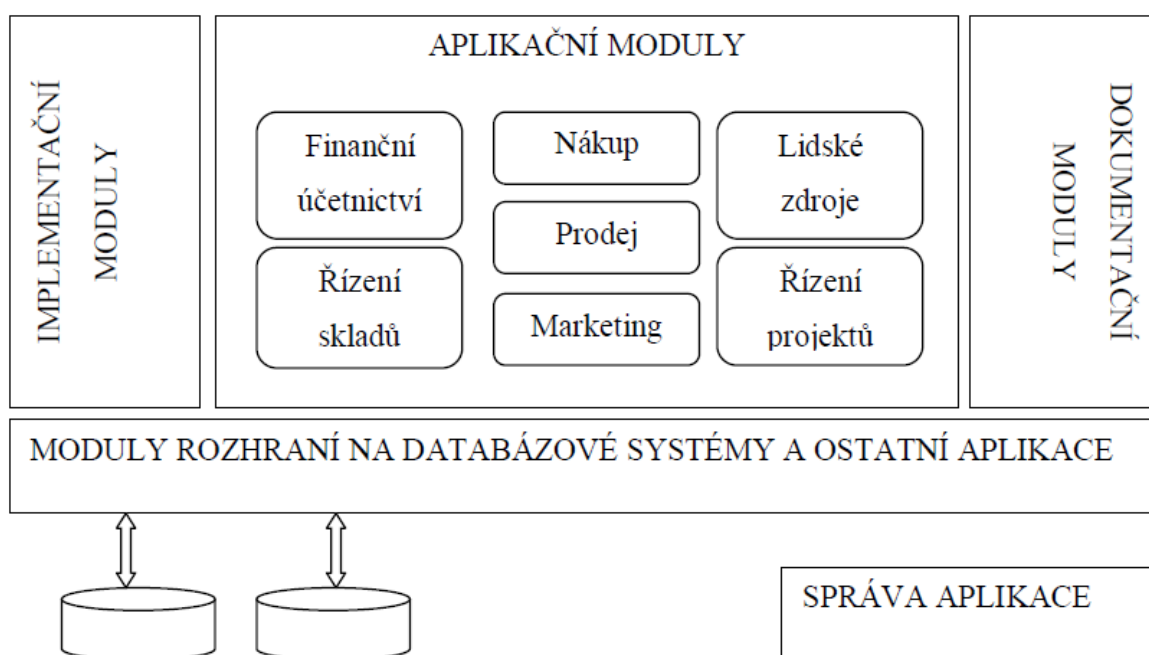 IMPLEMENTAČNÍ
MODULY
APLIKAČNÍ MODULY
Finanční
účetnictví
Řízení
skladů
Nákup
Prodej
Marketing
Lidské
zdroje
Řízení
projektů
DOKUMENTAČNÍ
MODULY
MODULY ROZHRANÍ NA DATABÁZOVÉ SYSTÉMY A OSTATNÍ APLIKACE
SPRÁVA APLIKACE